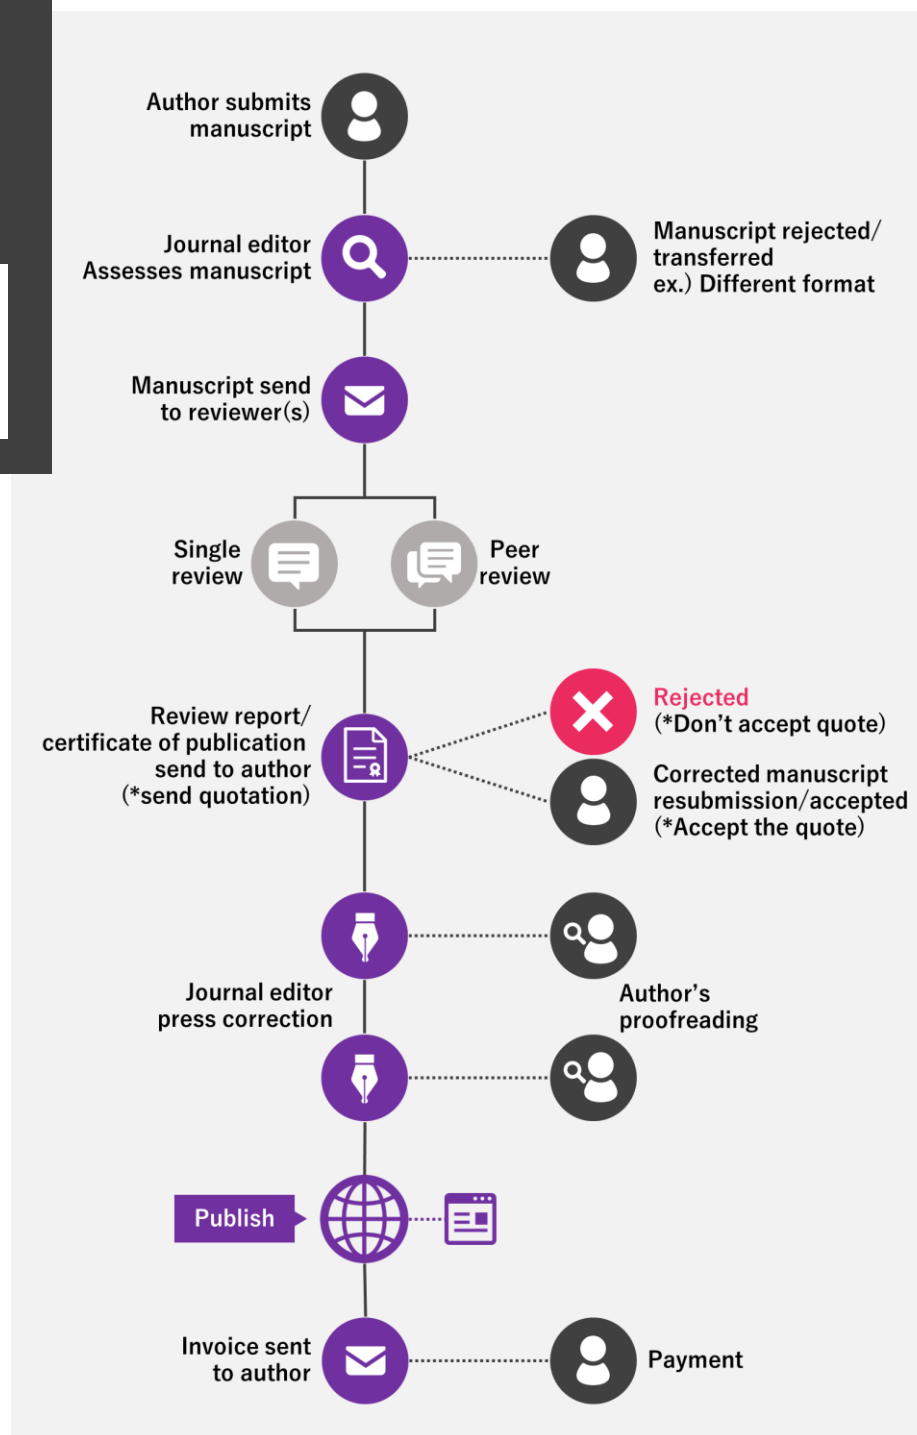 Author submits
manuscript
Journal editor
Assesses manuscript
Manuscript rejected/
transferred
ex.) Different format
Manuscript send
to reviewer(s)
Single
review
Peer
review
Review report/
certificate of publication
send to author
(*send quotation)
Rejected
(*Don't accept quote)
Corrected manuscript
resubmission/accepted
(*Accept the quote)
Journal editor
press correction
Author's
proofreading
Publish
Invoice sent
to author
Payment